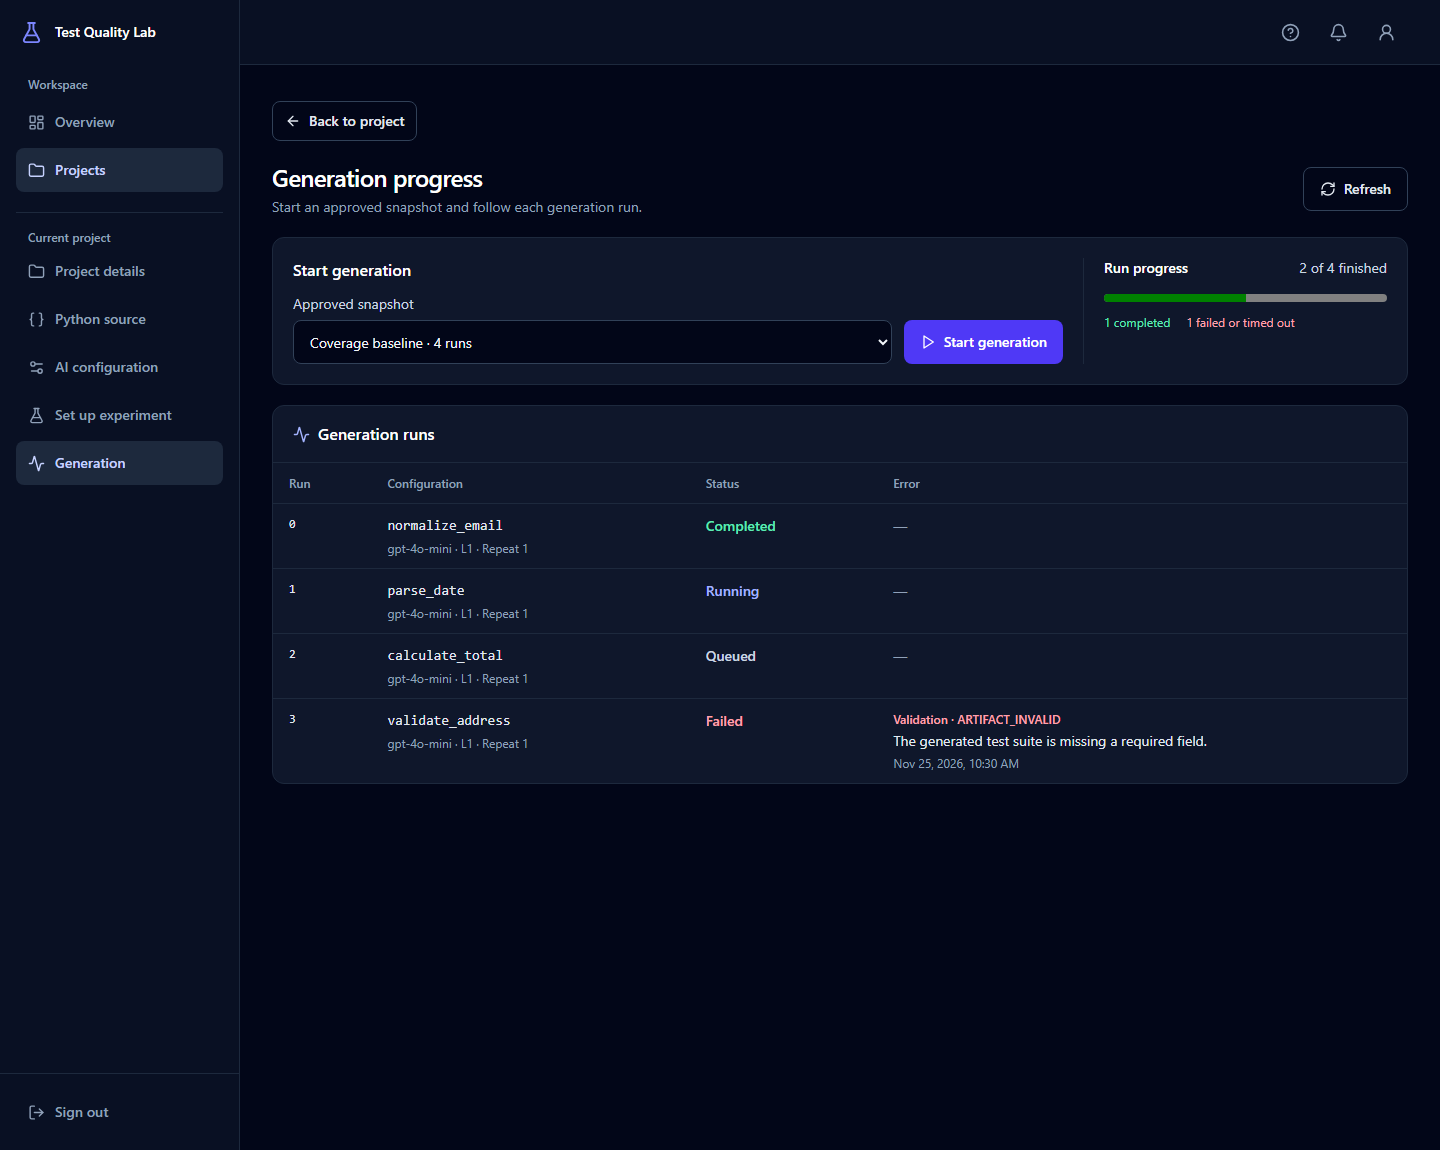 Test Quality Lab
Workspace
Overview
Projects
Current project
Project details
Python source
AI configuration
Set up experiment
Generation
Sign out
Back to project
Generation progress
Start an approved snapshot and follow each generation run.
Refresh
Start generation
Approved snapshot
Coverage baseline · 4 runs
Start generation
Run progress 2 of 4 finished
1 completed 1 failed or timed out
Generation runs
Run Configuration Status Error
0 normalize_email Completed —
gpt-4o-mini · L1 · Repeat 1
1 parse_date Running —
gpt-4o-mini · L1 · Repeat 1
2 calculate_total Queued —
gpt-4o-mini · L1 · Repeat 1
3 validate_address Failed Validation · ARTIFACT_INVALID
The generated test suite is missing a required field.
gpt-4o-mini · L1 · Repeat 1
Nov 25, 2026, 10:30 AM